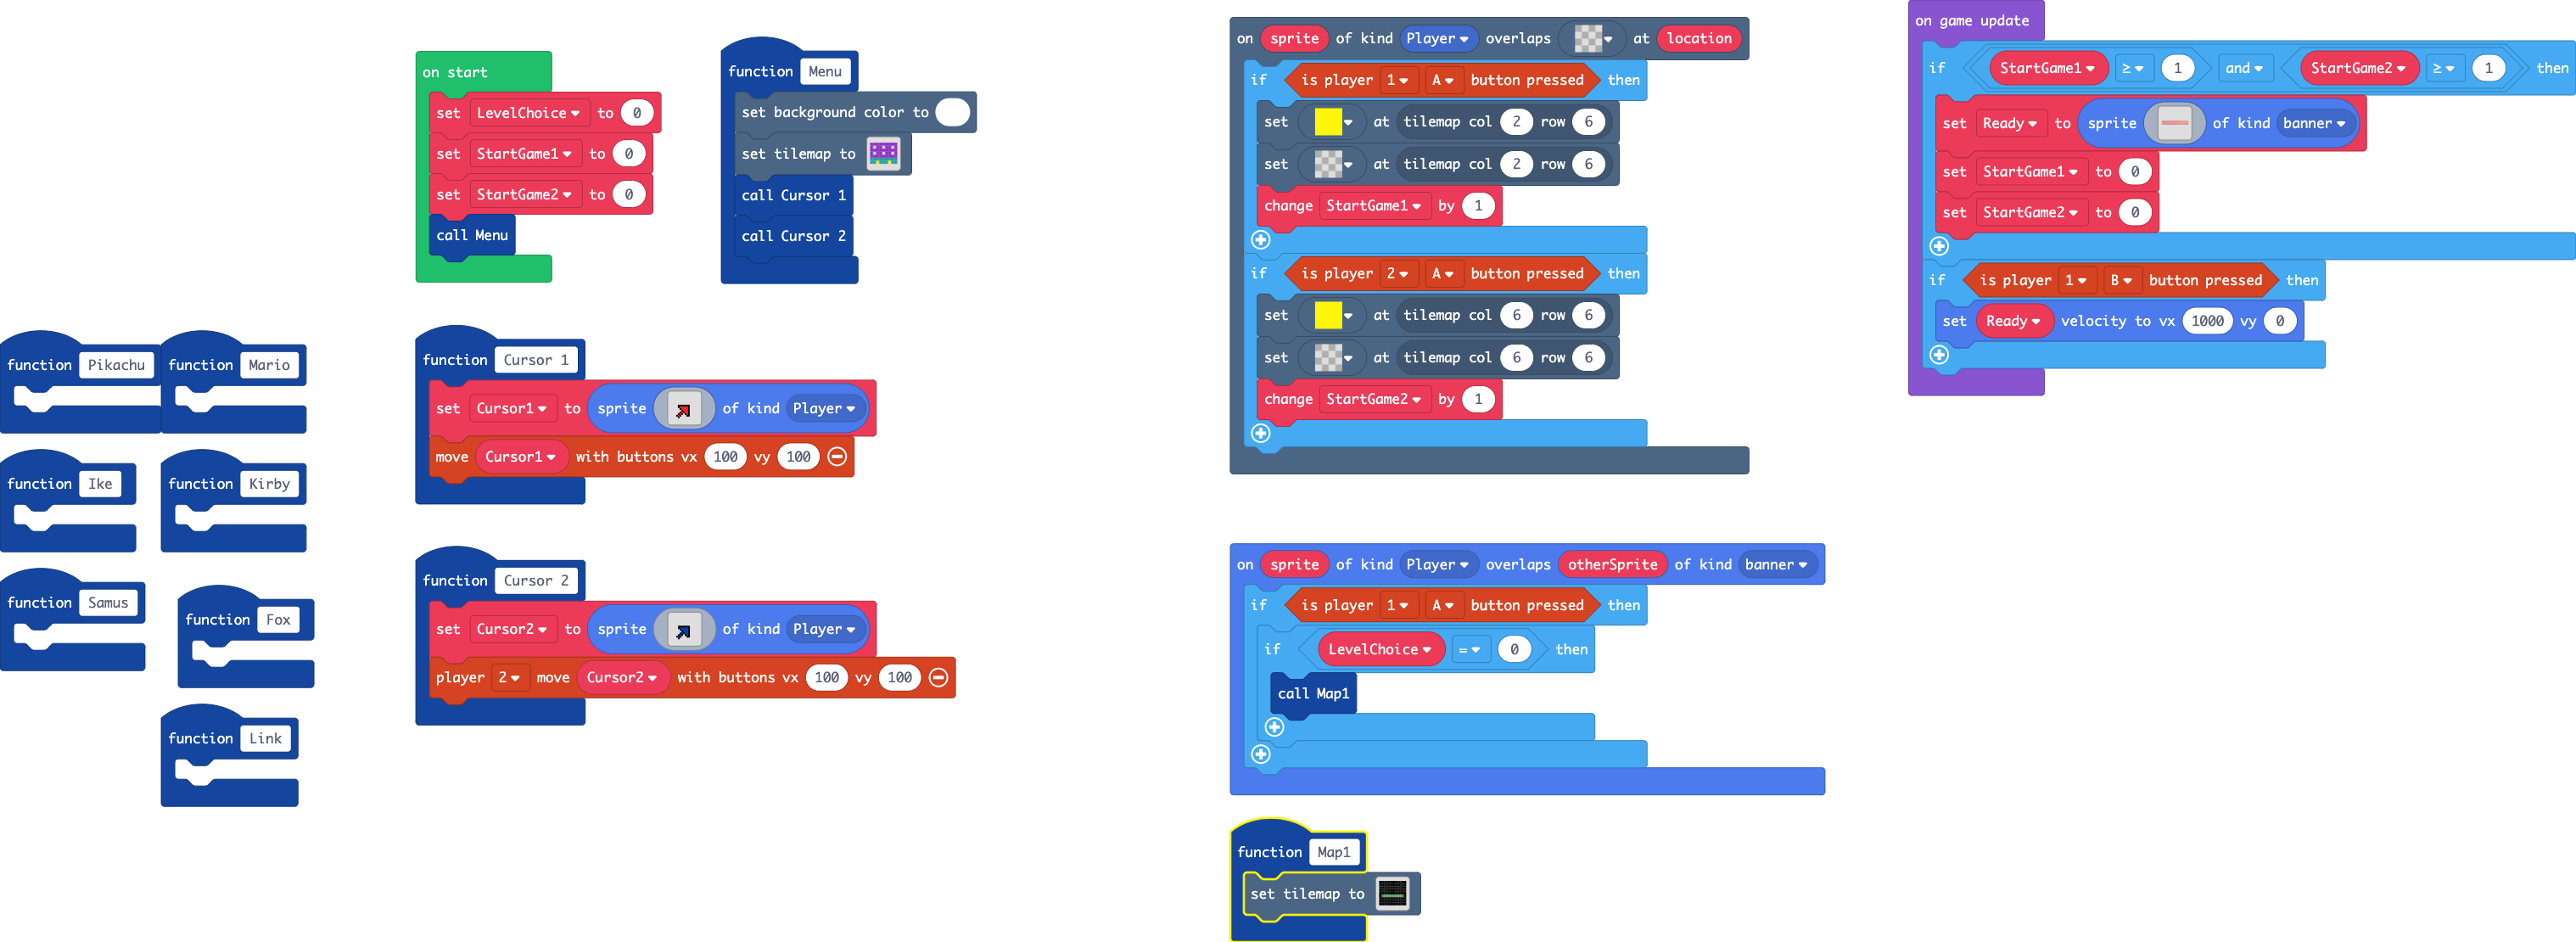 on start
set LevelChoice to 0
set StartGame1 to 0
set StartGame2 to 0
call Menu
function Menu
set background color to
set tilemap to
call Cursor 1
call Cursor 2
function Pikachu
function Mario
function Ike
function Kirby
function Samus
function Fox
function Link
function Cursor 1
set Cursor1 to sprite of kind Player
move Cursor1 with buttons vx 100 vy 100
function Cursor 2
set Cursor2 to sprite of kind Player
player 2 move Cursor2 with buttons vx 100 vy 100
on sprite of kind Player overlaps at location
if is player 1 A button pressed then
set at tilemap col 2 row 6
set at tilemap col 2 row 6
change StartGame1 by 1
if is player 2 A button pressed then
set at tilemap col 6 row 6
set at tilemap col 6 row 6
change StartGame2 by 1
on sprite of kind Player overlaps otherSprite of kind banner
if is player 1 A button pressed then
if LevelChoice = 0 then
call Map1
function Map1
set tilemap to
on game update
if StartGame1 ≥ 1 and StartGame2 ≥ 1 then
set Ready to sprite of kind banner
set StartGame1 to 0
set StartGame2 to 0
if is player 1 B button pressed then
set Ready velocity to vx 1000 vy 0